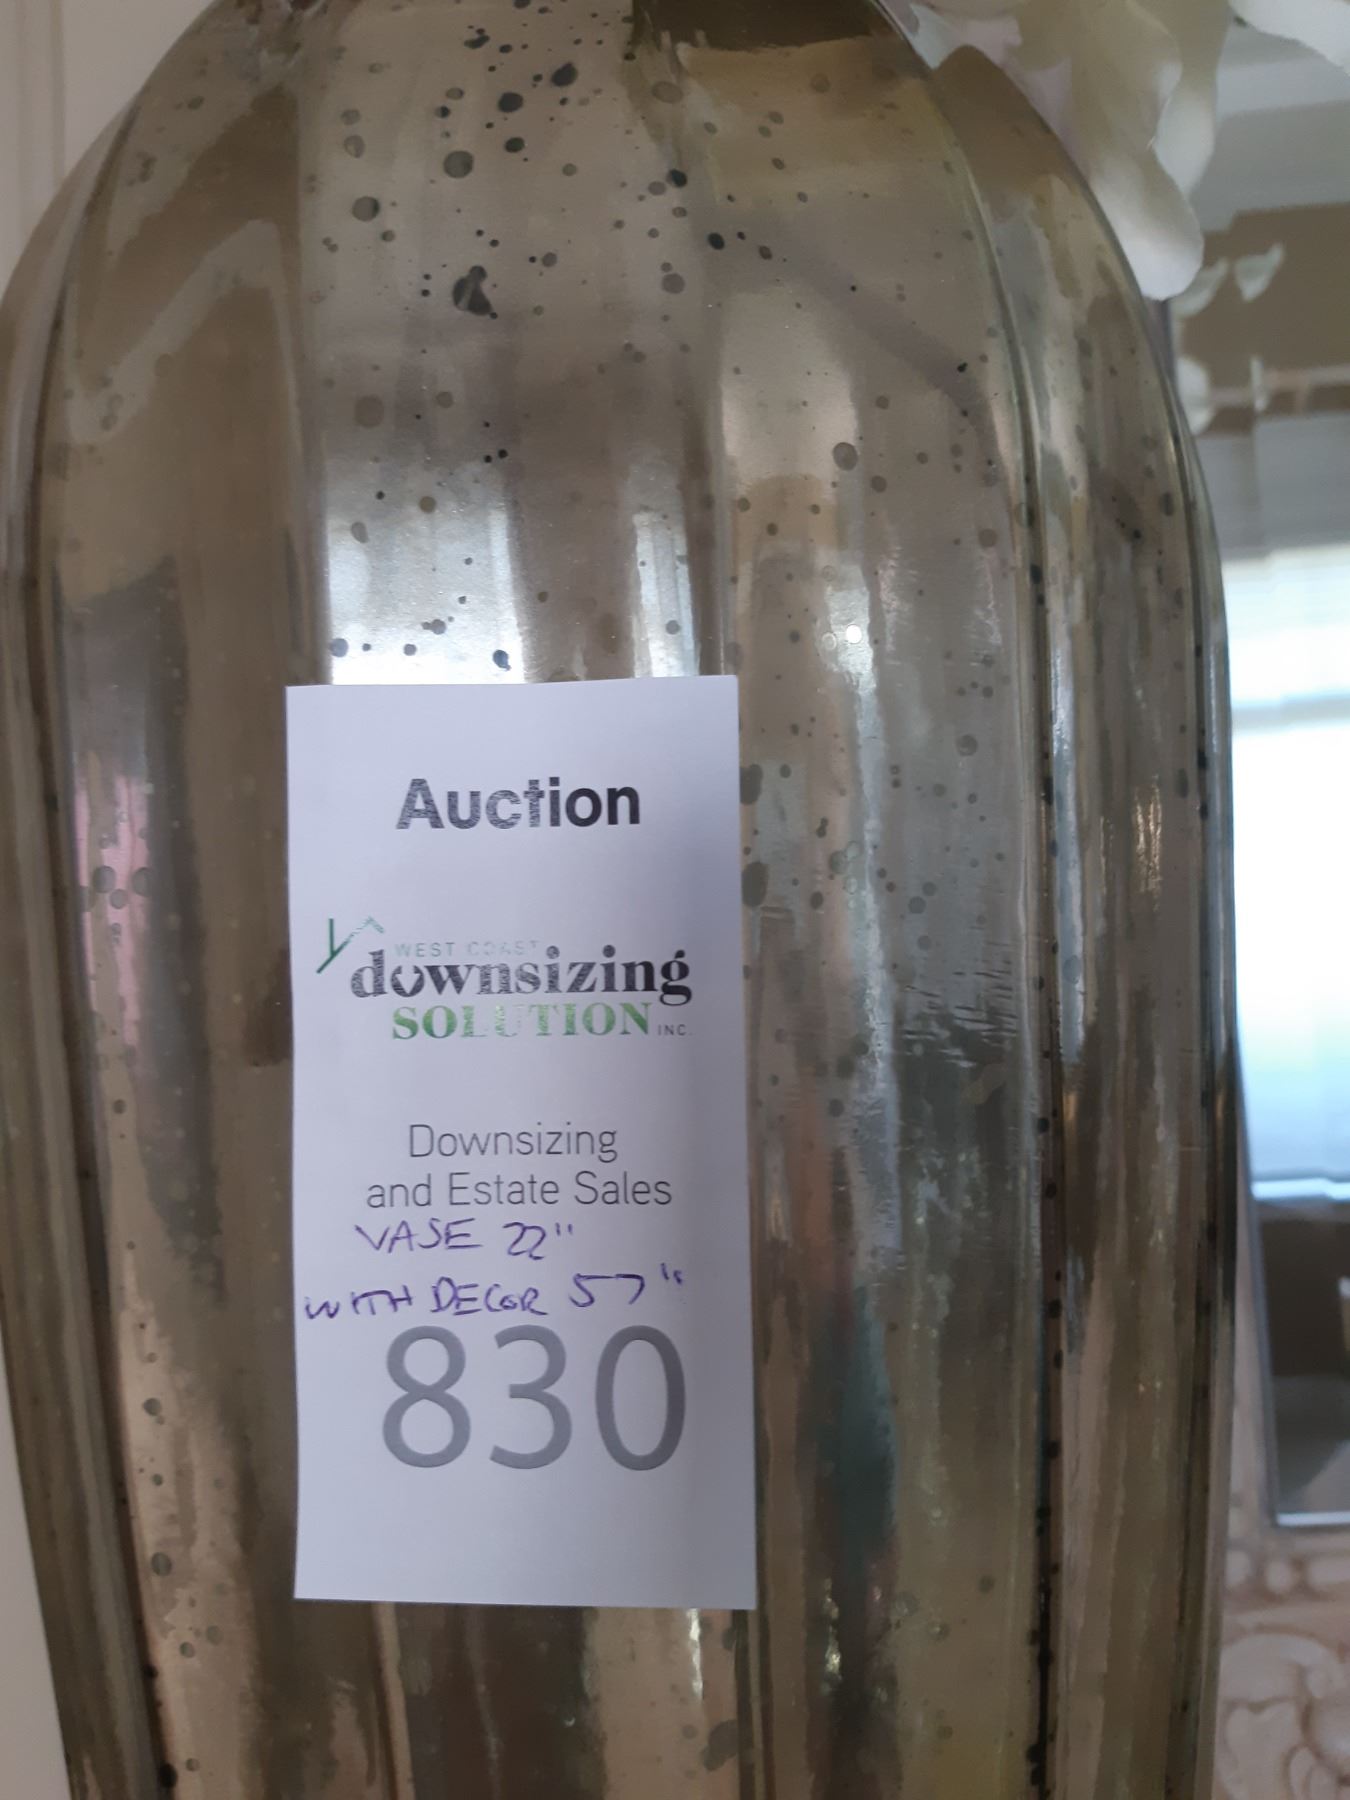 Auction
WEST COAST
downsizing
SOLUTION INC.
Downsizing
and Estate Sales
VASE 22"
WITH DECOR 57"
830